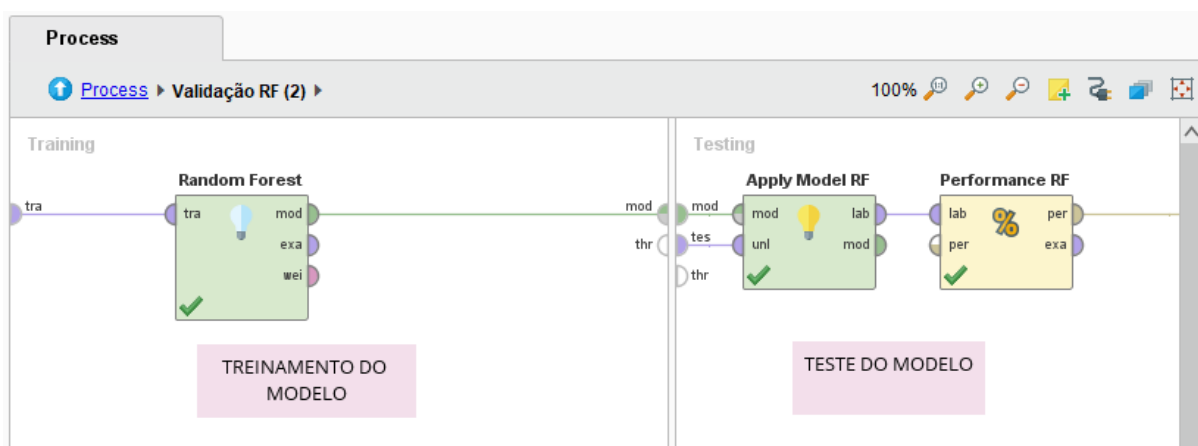 Process
Process ▸ Validação RF (2) ▸
100%
Training
Testing
Random Forest
Apply Model RF
Performance RF
tra
tra
mod
exa
wei
mod
thr
mod
tes
thr
mod
unl
lab
mod
lab
per
per
exa
%
TREINAMENTO DO
MODELO
TESTE DO MODELO